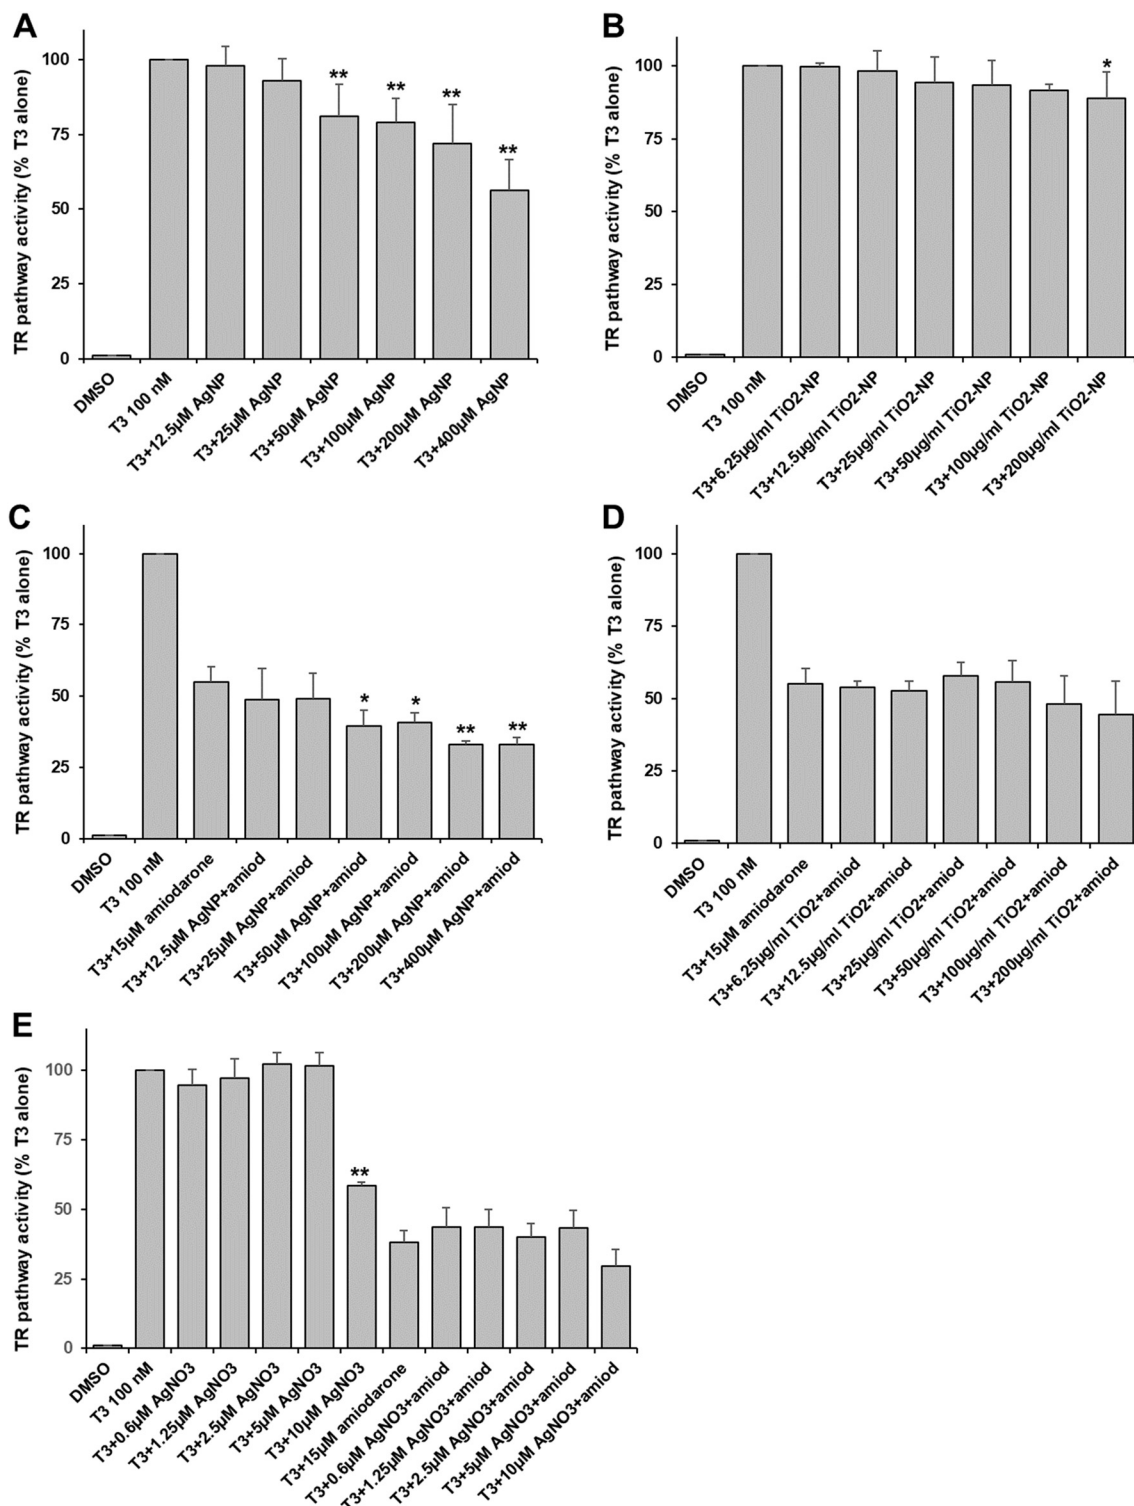 A
TR pathway activity (% T3 alone)
100
75
50
25
0
**
**
**
**
DMSO
T3 100 nM
T3+12.5µM AgNP
T3+25µM AgNP
T3+50µM AgNP
T3+100µM AgNP
T3+200µM AgNP
T3+400µM AgNP
B
TR pathway activity (% T3 alone)
100
75
50
25
0
*
DMSO
T3 100 nM
T3+6.25µg/ml TiO2-NP
T3+12.5µg/ml TiO2-NP
T3+25µg/ml TiO2-NP
T3+50µg/ml TiO2-NP
T3+100µg/ml TiO2-NP
T3+200µg/ml TiO2-NP
C
TR pathway activity (% T3 alone)
100
75
50
25
0
*
*
**
**
DMSO
T3 100 nM
T3+15µM amiodarone
T3+12.5µM AgNP+amiod
T3+25µM AgNP+amiod
T3+50µM AgNP+amiod
T3+100µM AgNP+amiod
T3+200µM AgNP+amiod
T3+400µM AgNP+amiod
D
TR pathway activity (% T3 alone)
100
75
50
25
0
DMSO
T3 100 nM
T3+15µM amiodarone
T3+6.25µg/ml TiO2+amiod
T3+12.5µg/ml TiO2+amiod
T3+25µg/ml TiO2+amiod
T3+50µg/ml TiO2+amiod
T3+100µg/ml TiO2+amiod
T3+200µg/ml TiO2+amiod
E
TR pathway activity (% T3 alone)
100
75
50
25
0
**
DMSO
T3 100 nM
T3+0.6µM AgNO3
T3+1.25µM AgNO3
T3+2.5µM AgNO3
T3+5µM AgNO3
T3+10µM AgNO3
T3+15µM amiodarone
T3+0.6µM AgNO3+amiod
T3+1.25µM AgNO3+amiod
T3+2.5µM AgNO3+amiod
T3+5µM AgNO3+amiod
T3+10µM AgNO3+amiod